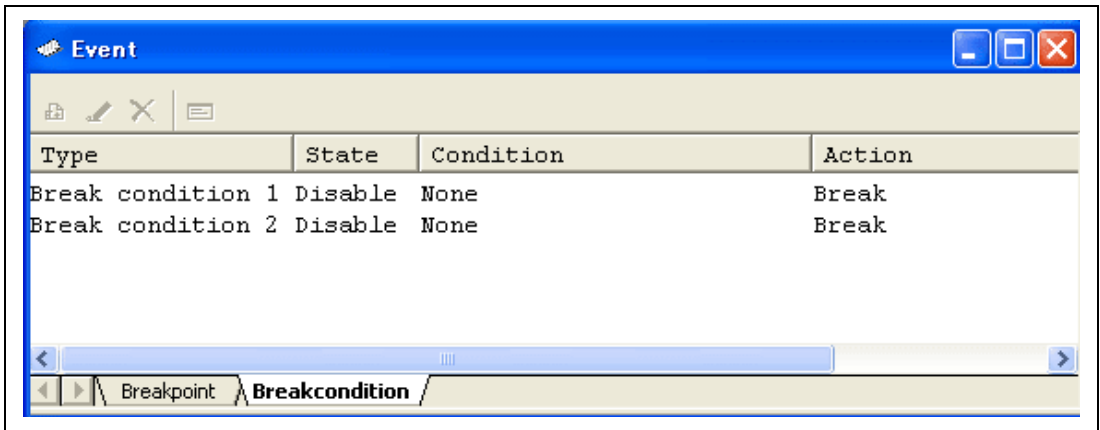 Event
Type State Condition Action
Break condition 1 Disable None Break
Break condition 2 Disable None Break
Breakpoint Breakcondition